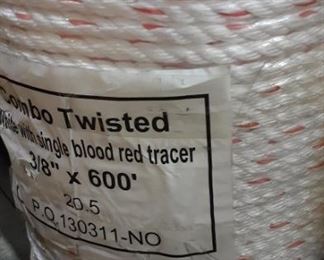 Combo Twisted
with single blood red tracer
3/8" x 600'
20.5
P.O.130311-NO